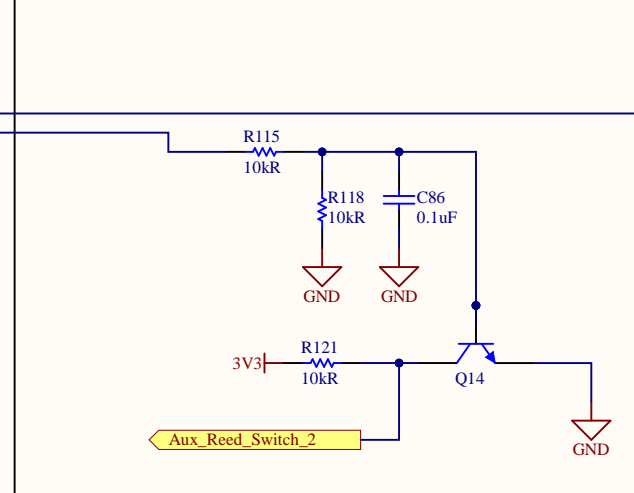 R115
10kR
R118
10kR
C86
0.1uF
GND
GND
R121
3V3
10kR
Q14
Aux_Reed_Switch_2
GND